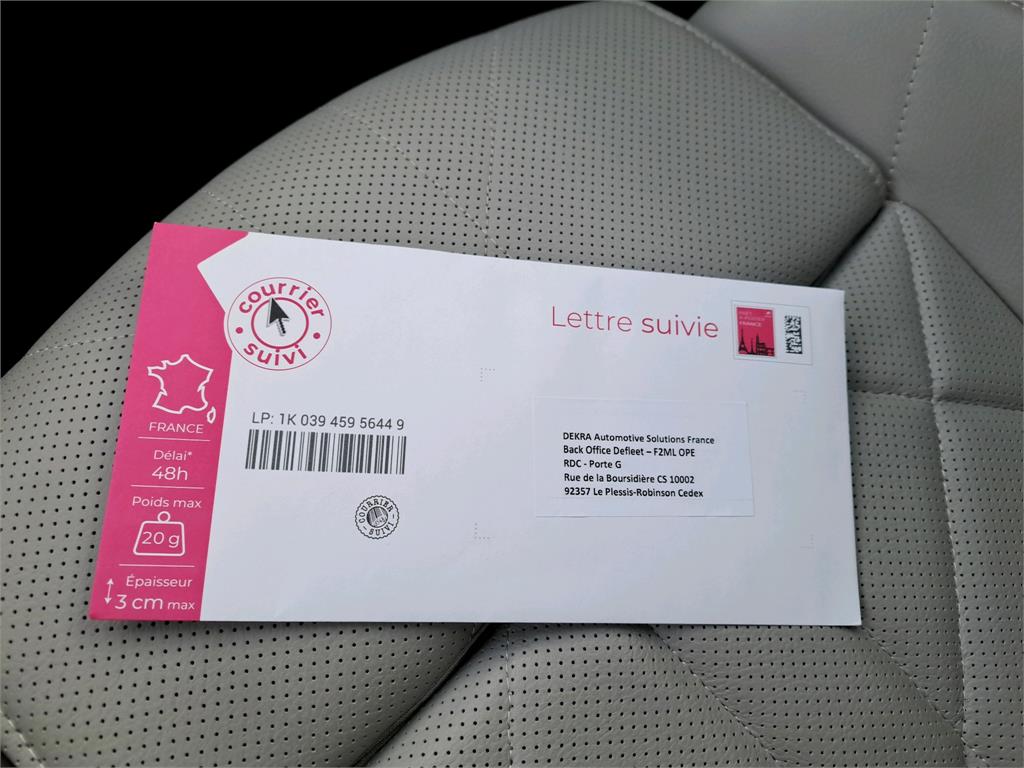 courrier
suivi
FRANCE
Délai*
48h
Poids max
20 g
Épaisseur
3 cm max
LP: 1K 039 459 5644 9
Lettre suivie
FRANCE
DEKRA Automotive Solutions France
Back Office Defleet – F2ML OPE
RDC - Porte G
Rue de la Boursidière CS 10002
92357 Le Plessis-Robinson Cedex